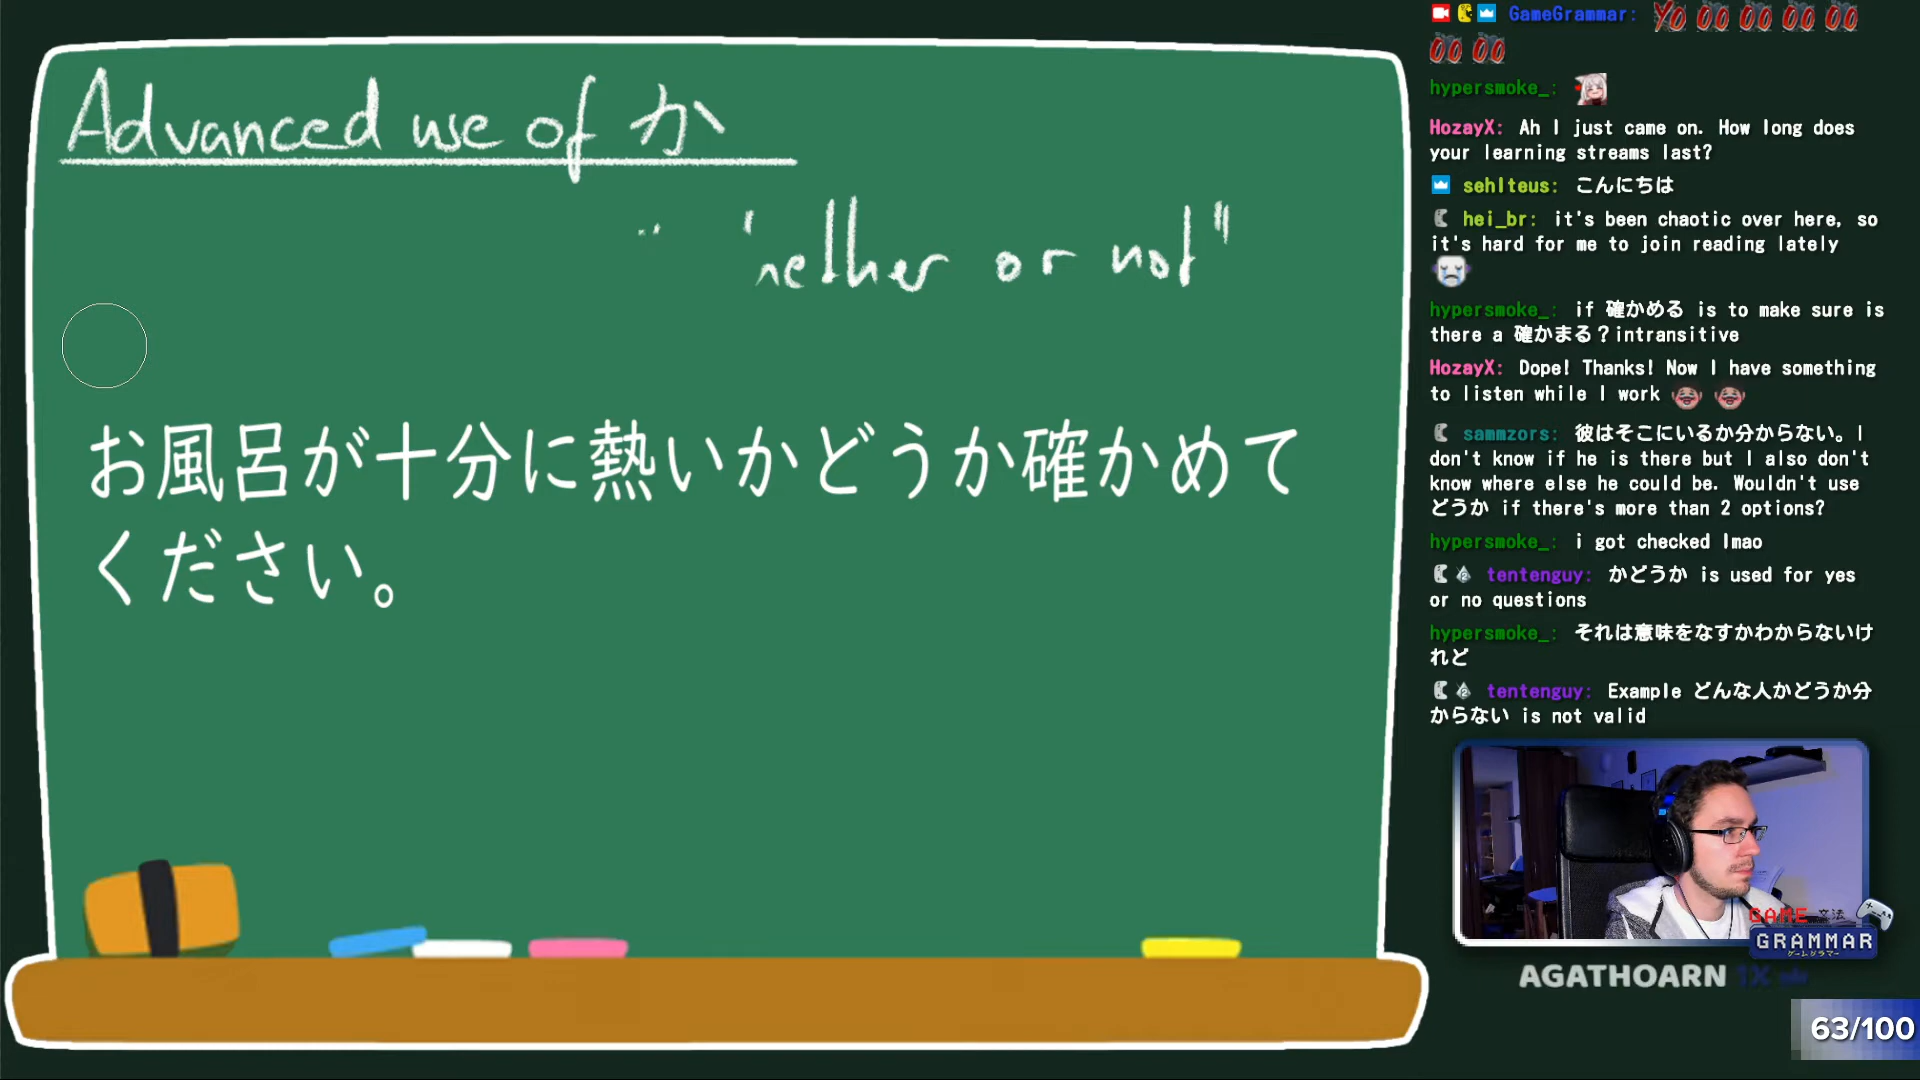 Advanced use of か
nether or not"
お風呂が十分に熱いかどうか確かめて
ください。
GameGrammar:
hypersmoke_:
HozayX: Ah I just came on. How long does
your learning streams last?
sehlteus: こんにちは
hei_br: it's been chaotic over here, so
it's hard for me to join reading lately
hypersmoke_: if 確かめる is to make sure is
there a 確かまる？intransitive
HozayX: Dope! Thanks! Now I have something
to listen while I work
sammzors: 彼はそこにいるか分からない。I
don't know if he is there but I also don't
know where else he could be. Wouldn't use
どうか if there's more than 2 options?
hypersmoke_: i got checked lmao
tentenguy: かどうか is used for yes
or no questions
hypersmoke_: それは意味をなすかわからないけ
れど
tentenguy: Example どんな人かどうか分
からない is not valid
GAME 文法
GRAMMAR
ゲームグラマー
AGATHOARN 1X
63/100